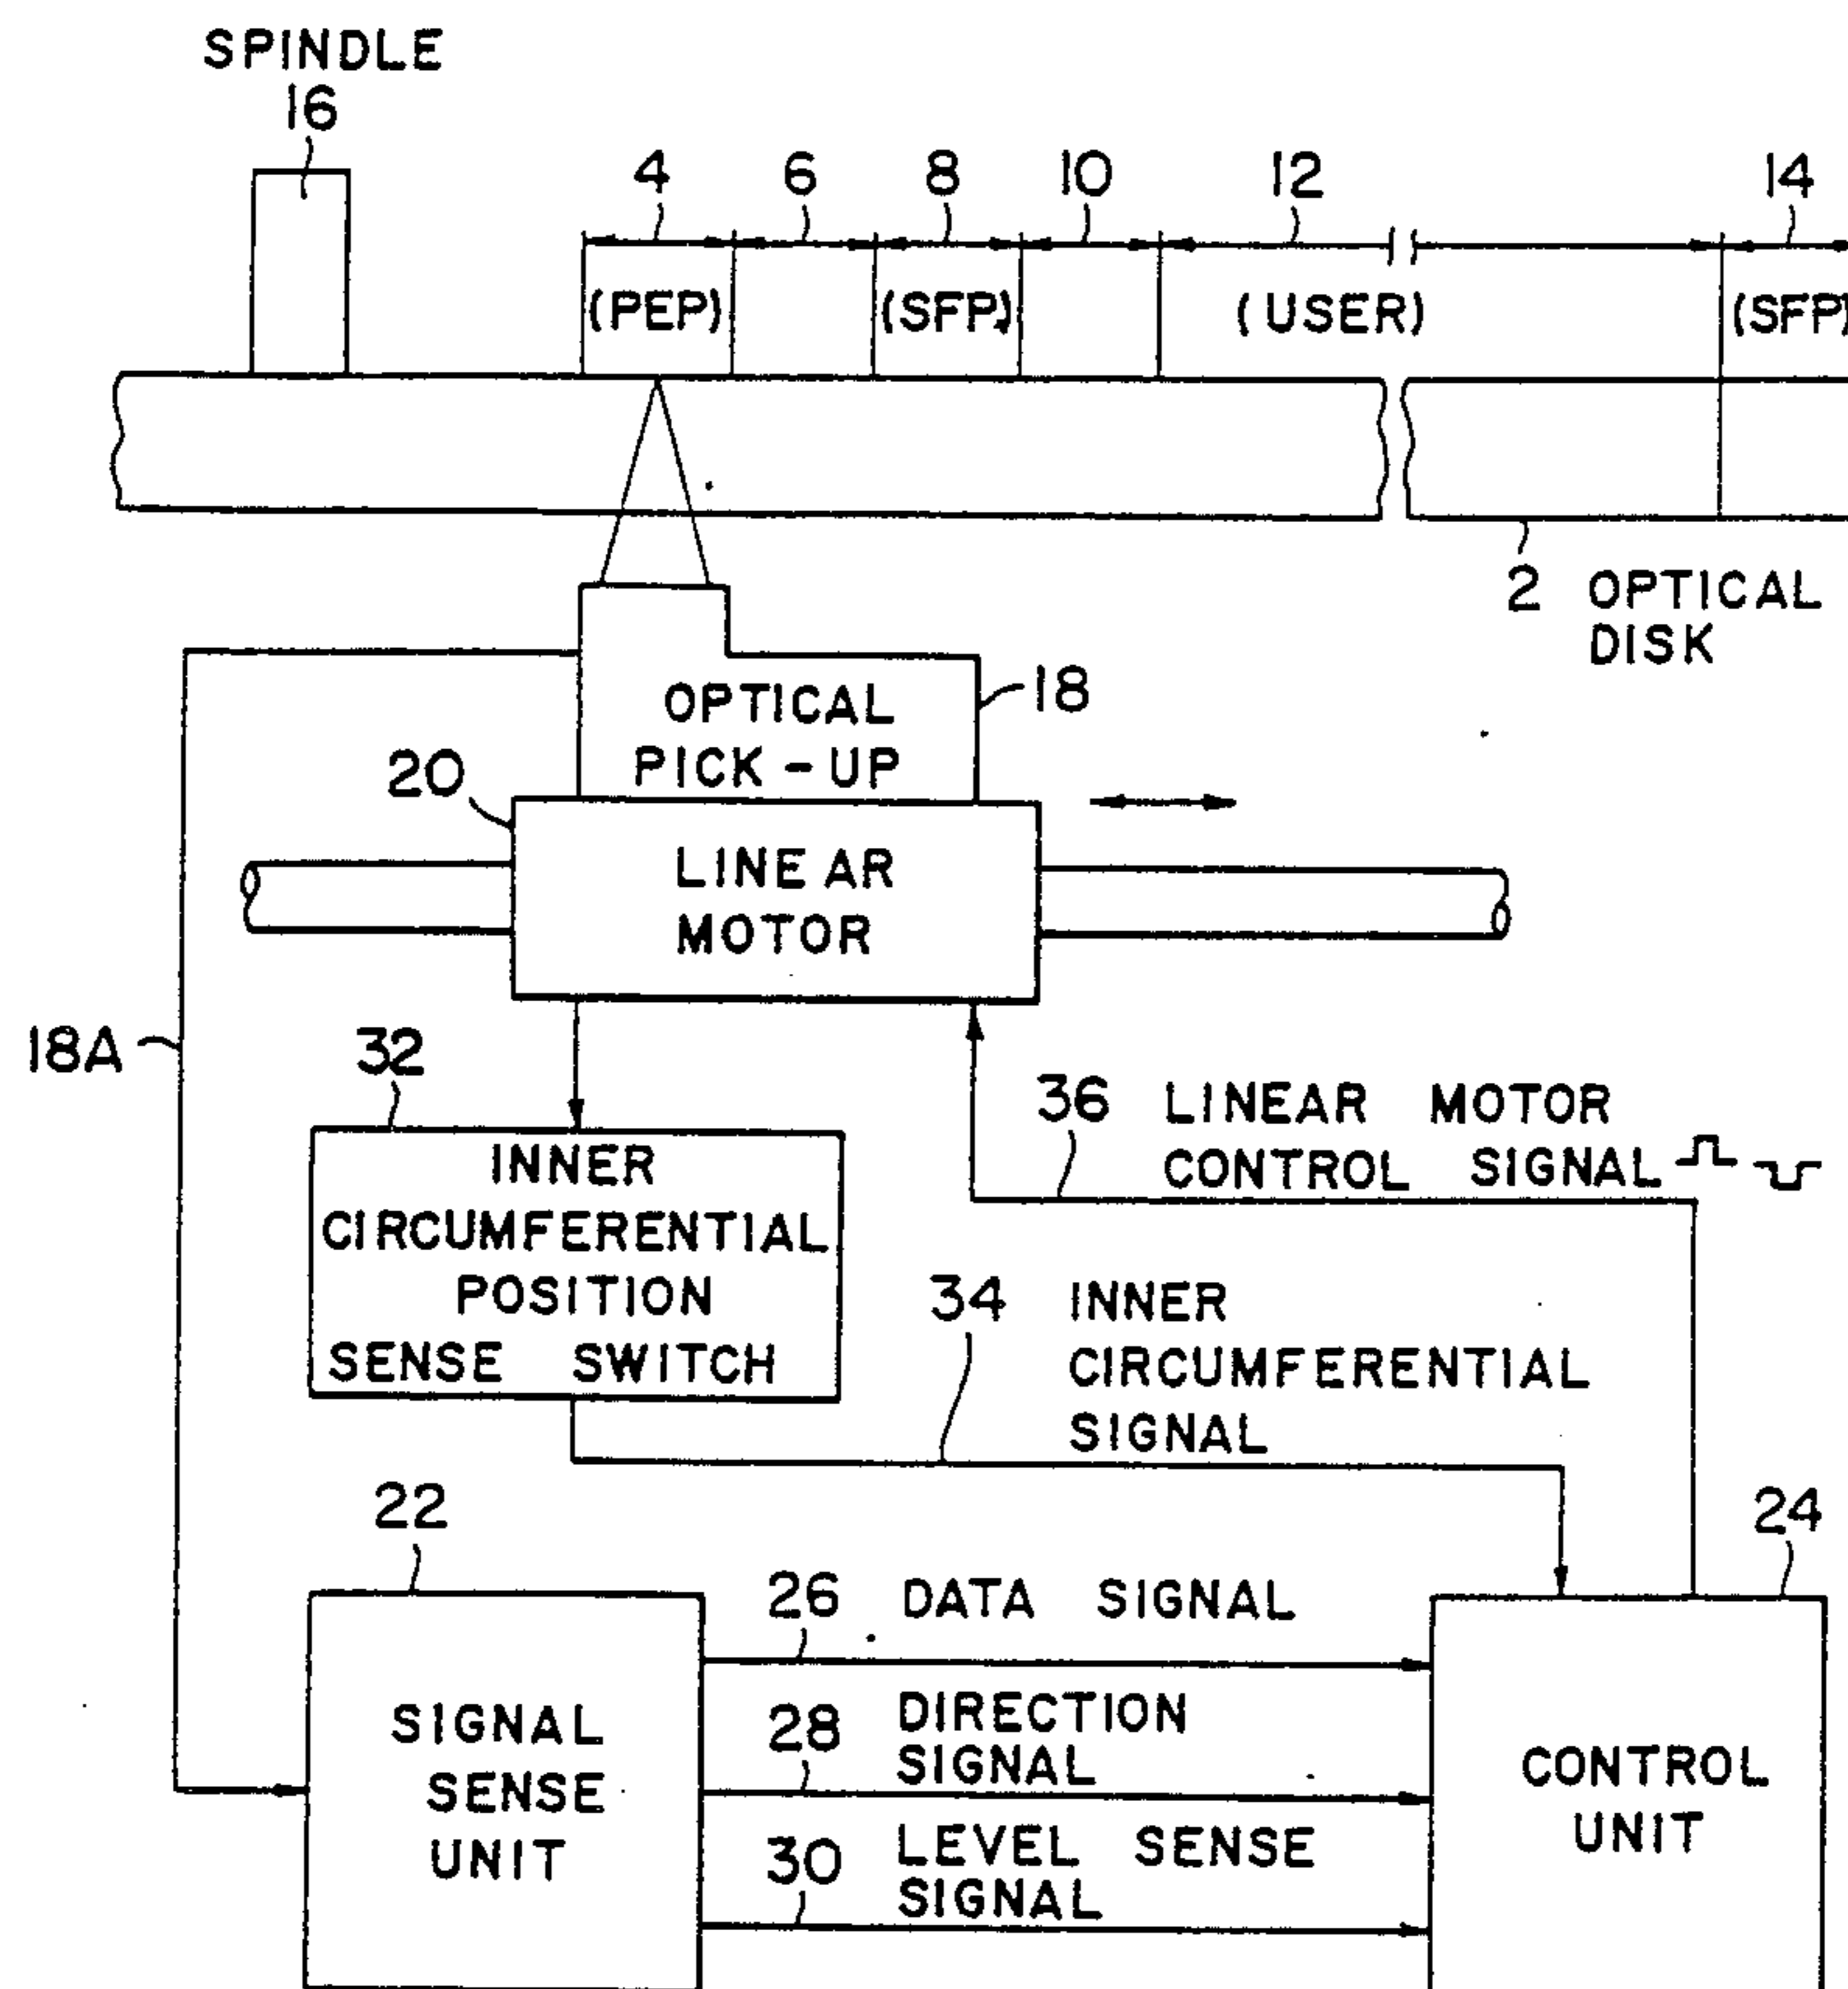 SPINDLE
16
4 6 8 10 12 14
(PEP) (SFP) (USER) (SFP)
2 OPTICAL
DISK
OPTICAL
PICK-UP
18
20
LINEAR
MOTOR
18A
32
INNER
CIRCUMFERENTIAL
POSITION
SENSE SWITCH
36 LINEAR MOTOR
CONTROL SIGNAL
34 INNER
CIRCUMFERENTIAL
SIGNAL
22
24
26 DATA SIGNAL
28 DIRECTION
SIGNAL
30 LEVEL SENSE
SIGNAL
SIGNAL
SENSE
UNIT
CONTROL
UNIT